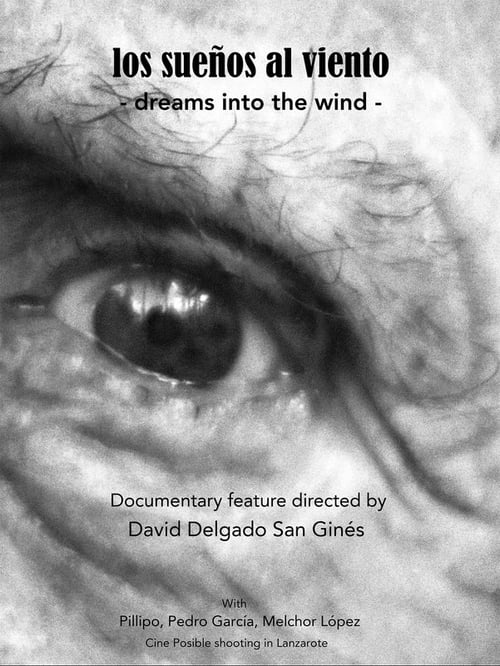 los sueños al viento
- dreams into the wind -
Documentary feature directed by
David Delgado San Ginés
With
Pillipo, Pedro García, Melchor López
Cine Posible shooting in Lanzarote